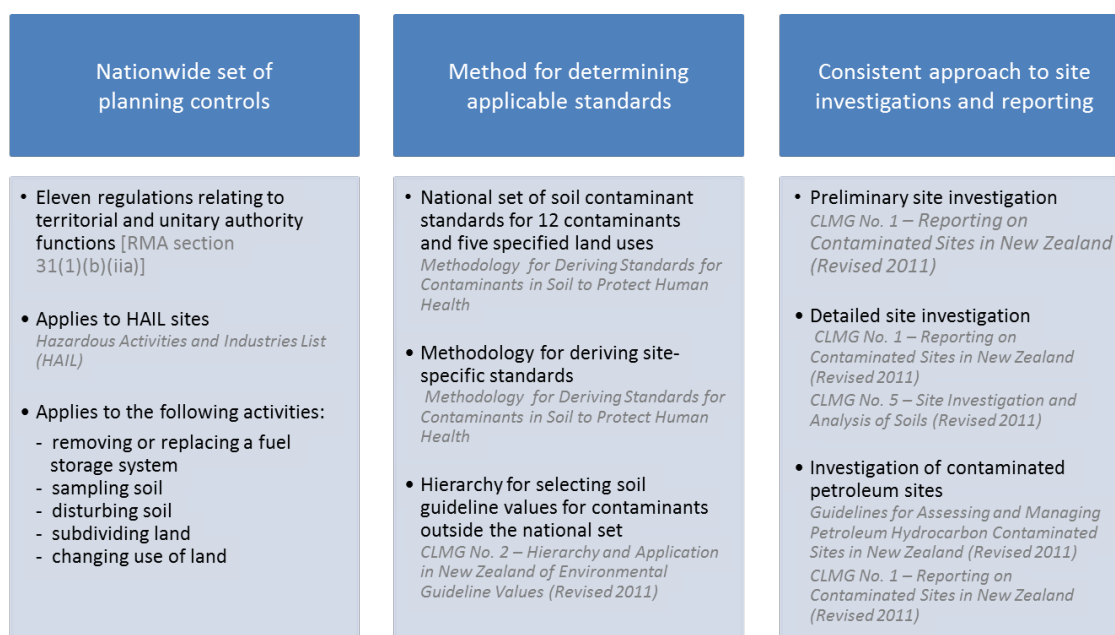 Nationwide set of
planning controls
• Eleven regulations relating to
territorial and unitary authority
functions [RMA section
31(1)(b)(iia)]
• Applies to HAIL sites
Hazardous Activities and Industries List
(HAIL)
• Applies to the following activities:
- removing or replacing a fuel
storage system
- sampling soil
- disturbing soil
- subdividing land
- changing use of land
Method for determining
applicable standards
• National set of soil contaminant
standards for 12 contaminants
and five specified land uses
Methodology for Deriving Standards for
Contaminants in Soil to Protect Human
Health
• Methodology for deriving site-
specific standards
Methodology for Deriving Standards for
Contaminants in Soil to Protect Human
Health
• Hierarchy for selecting soil
guideline values for contaminants
outside the national set
CLMG No. 2 – Hierarchy and Application
in New Zealand of Environmental
Guideline Values (Revised 2011)
Consistent approach to site
investigations and reporting
• Preliminary site investigation
CLMG No. 1 – Reporting on
Contaminated Sites in New Zealand
(Revised 2011)
• Detailed site investigation
CLMG No. 1 – Reporting on
Contaminated Sites in New Zealand
(Revised 2011)
CLMG No. 5 – Site Investigation and
Analysis of Soils (Revised 2011)
• Investigation of contaminated
petroleum sites
Guidelines for Assessing and Managing
Petroleum Hydrocarbon Contaminated
Sites in New Zealand (Revised 2011)
CLMG No. 1 – Reporting on
Contaminated Sites in New Zealand
(Revised 2011)